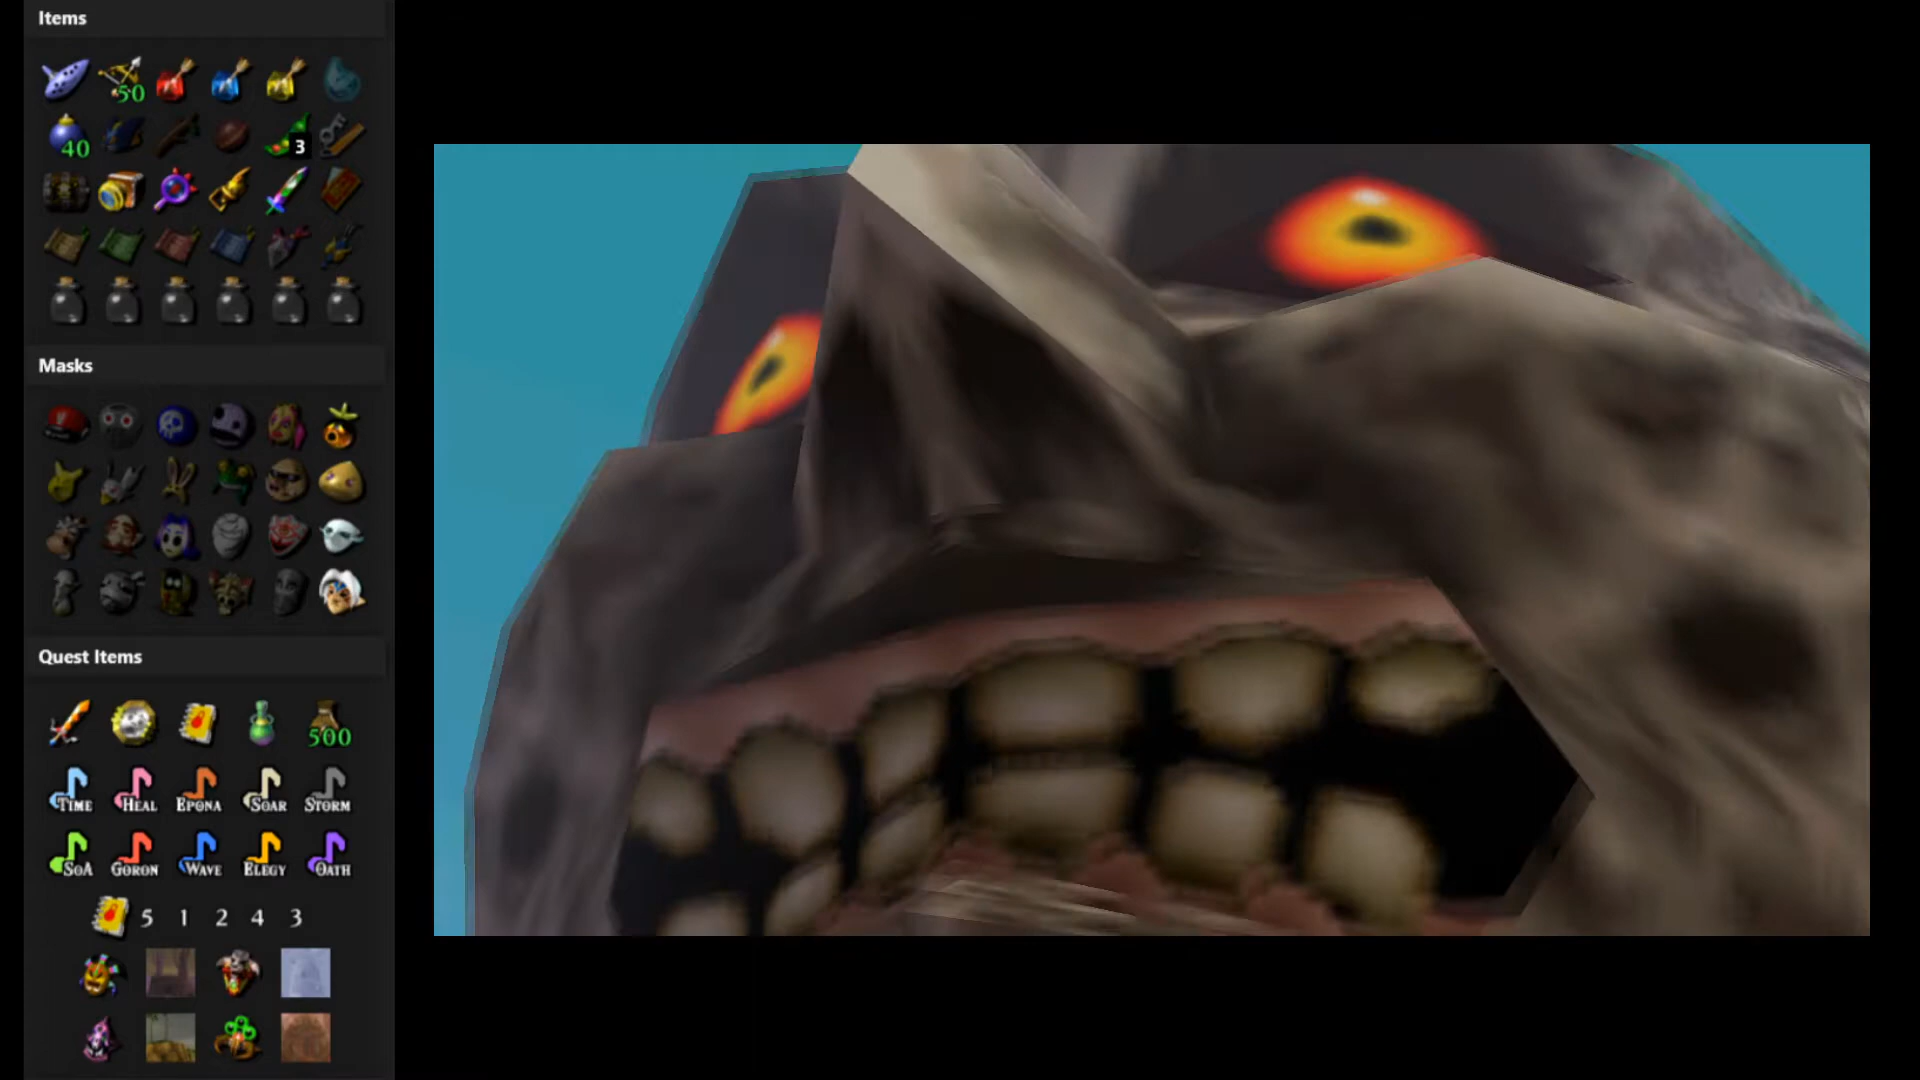 Items
50
40
3
Masks
Quest Items
500
TIME HEAL EPONA SOAR STORM
SOA GORON WAVE ELEGY OATH
5 1 2 4 3